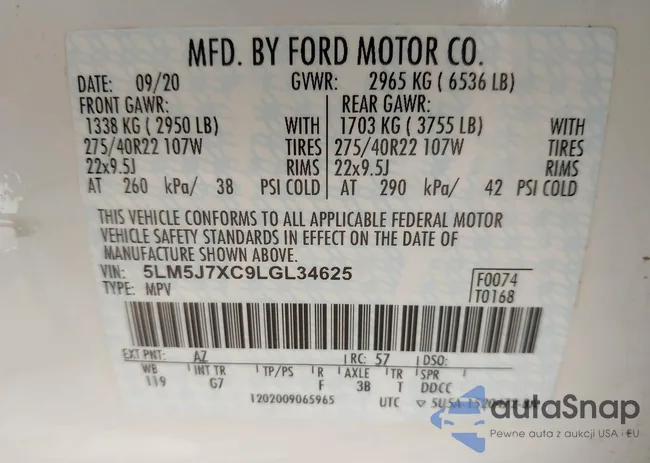 MFD. BY FORD MOTOR CO.
DATE: 09/20 GVWR: 2965 KG ( 6536 LB)
FRONT GAWR: REAR GAWR:
1338 KG ( 2950 LB) WITH 1703 KG ( 3755 LB) WITH
275/40R22 107W TIRES 275/40R22 107W TIRES
22x9.5J RIMS 22x9.5J RIMS
AT 260 kPa/ 38 PSI COLD AT 290 kPa/ 42 PSI COLD
THIS VEHICLE CONFORMS TO ALL APPLICABLE FEDERAL MOTOR
VEHICLE SAFETY STANDARDS IN EFFECT ON THE DATE OF
MANUFACTURE SHOWN ABOVE.
VIN: 5LM5J7XC9LGL34625 F0074
TYPE: MPV T0168
EXT PNT: AZ RC: 57 DSO:
WB INT TR TP/PS R AXLE TR SPR
119 G7 F 3B T DDCC
1202009065965 UTC ▽ 5U5A
autaSnap
Pewne auta z aukcji USA i EU